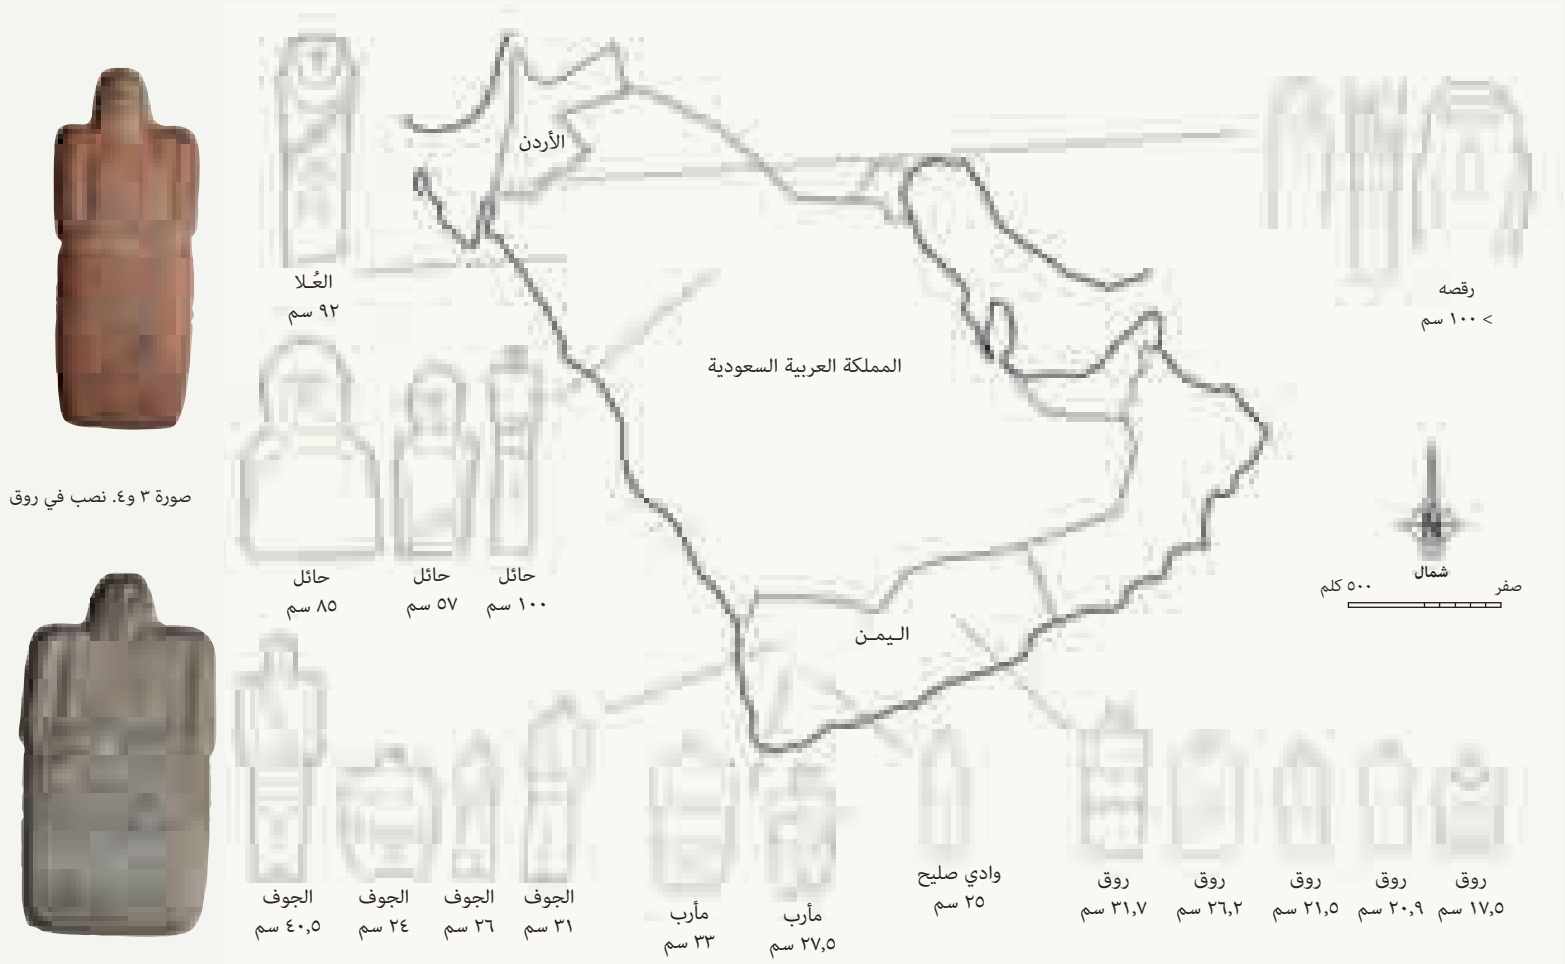 الأردن
العُـلا
٩٢ سم
رقصه
> ١٠٠ سم
المملكة العربية السعودية
صورة ٣ و٤. نصب في روق
حائل
٨٥ سم
حائل
٥٧ سم
حائل
١٠٠ سم
N
شمال
صفر
٥٠٠ كلم
الـيمـن
الجوف
٤٠,٥ سم
الجوف
٢٤ سم
الجوف
٢٦ سم
الجوف
٣١ سم
مأرب
٣٣ سم
مأرب
٢٧,٥ سم
وادي صليح
٢٥ سم
روق
٣١,٧ سم
روق
٢٦,٢ سم
روق
٢١,٥ سم
روق
٢٠,٩ سم
روق
١٧,٥ سم